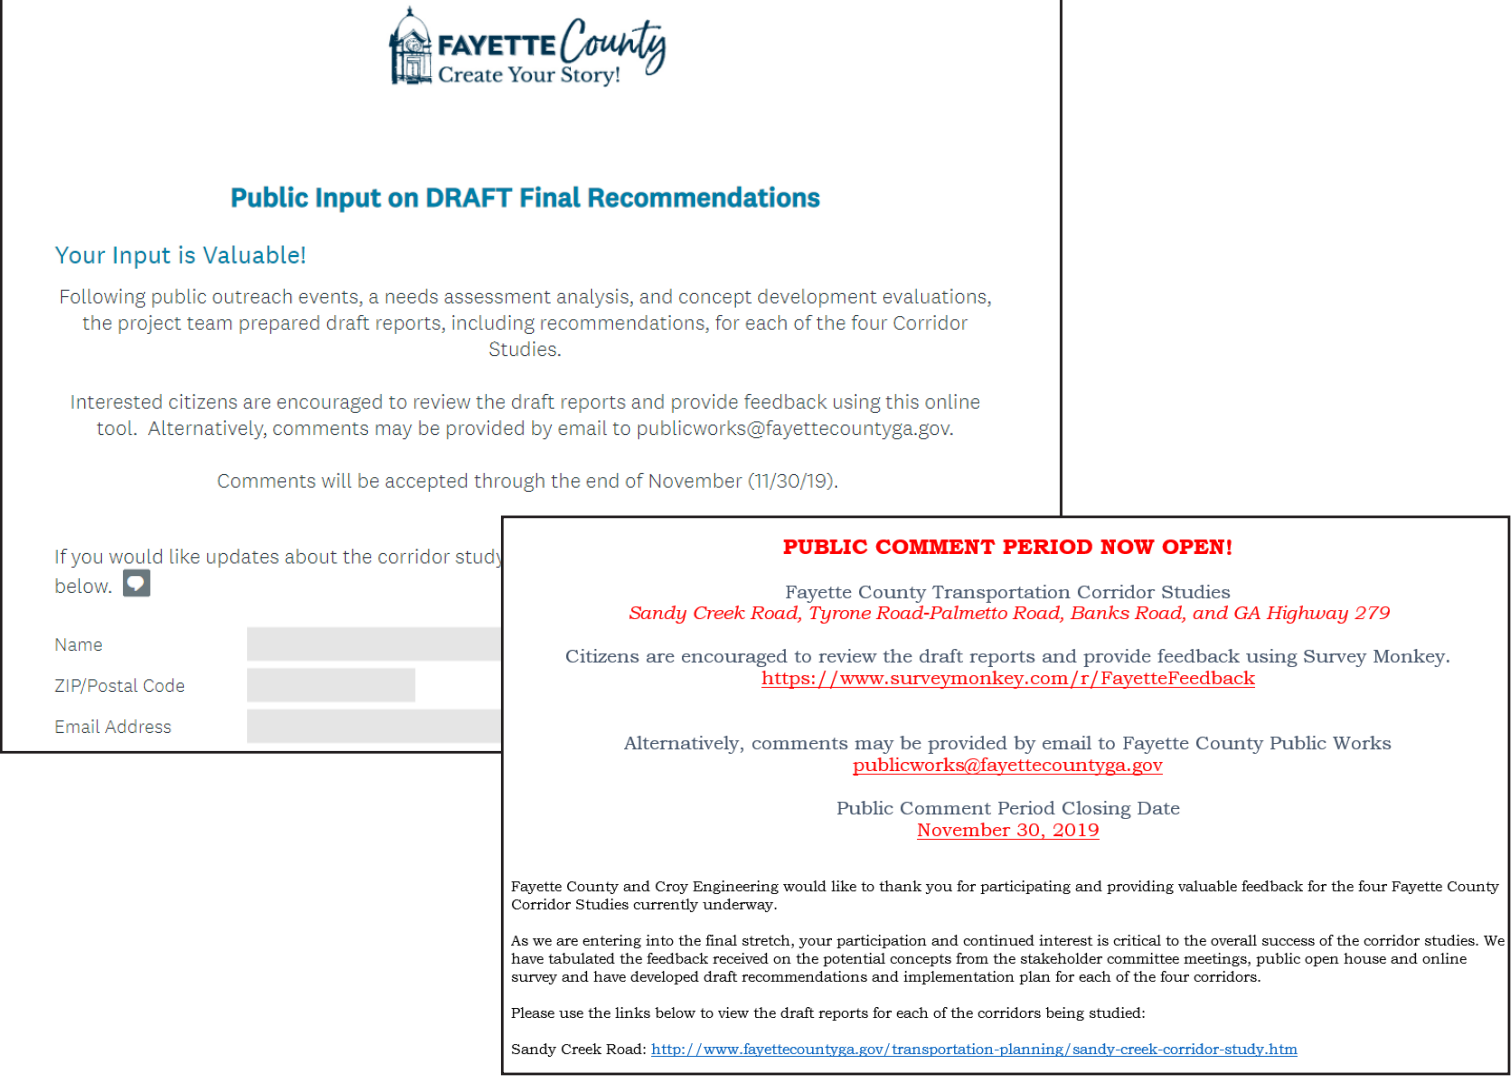 FAYETTE County
Create Your Story!
Public Input on DRAFT Final Recommendations
Your Input is Valuable!
Following public outreach events, a needs assessment analysis, and concept development evaluations,
the project team prepared draft reports, including recommendations, for each of the four Corridor
Studies.
Interested citizens are encouraged to review the draft reports and provide feedback using this online
tool.  Alternatively, comments may be provided by email to publicworks@fayettecountyga.gov.
Comments will be accepted through the end of November (11/30/19).
If you would like updates about the corridor study
below.
Name
ZIP/Postal Code
Email Address
PUBLIC COMMENT PERIOD NOW OPEN!
Fayette County Transportation Corridor Studies
Sandy Creek Road, Tyrone Road-Palmetto Road, Banks Road, and GA Highway 279
Citizens are encouraged to review the draft reports and provide feedback using Survey Monkey.
https://www.surveymonkey.com/r/FayetteFeedback
Alternatively, comments may be provided by email to Fayette County Public Works
publicworks@fayettecountyga.gov
Public Comment Period Closing Date
November 30, 2019
Fayette County and Croy Engineering would like to thank you for participating and providing valuable feedback for the four Fayette County
Corridor Studies currently underway.
As we are entering into the final stretch, your participation and continued interest is critical to the overall success of the corridor studies. We
have tabulated the feedback received on the potential concepts from the stakeholder committee meetings, public open house and online
survey and have developed draft recommendations and implementation plan for each of the four corridors.
Please use the links below to view the draft reports for each of the corridors being studied:
Sandy Creek Road: http://www.fayettecountyga.gov/transportation-planning/sandy-creek-corridor-study.htm